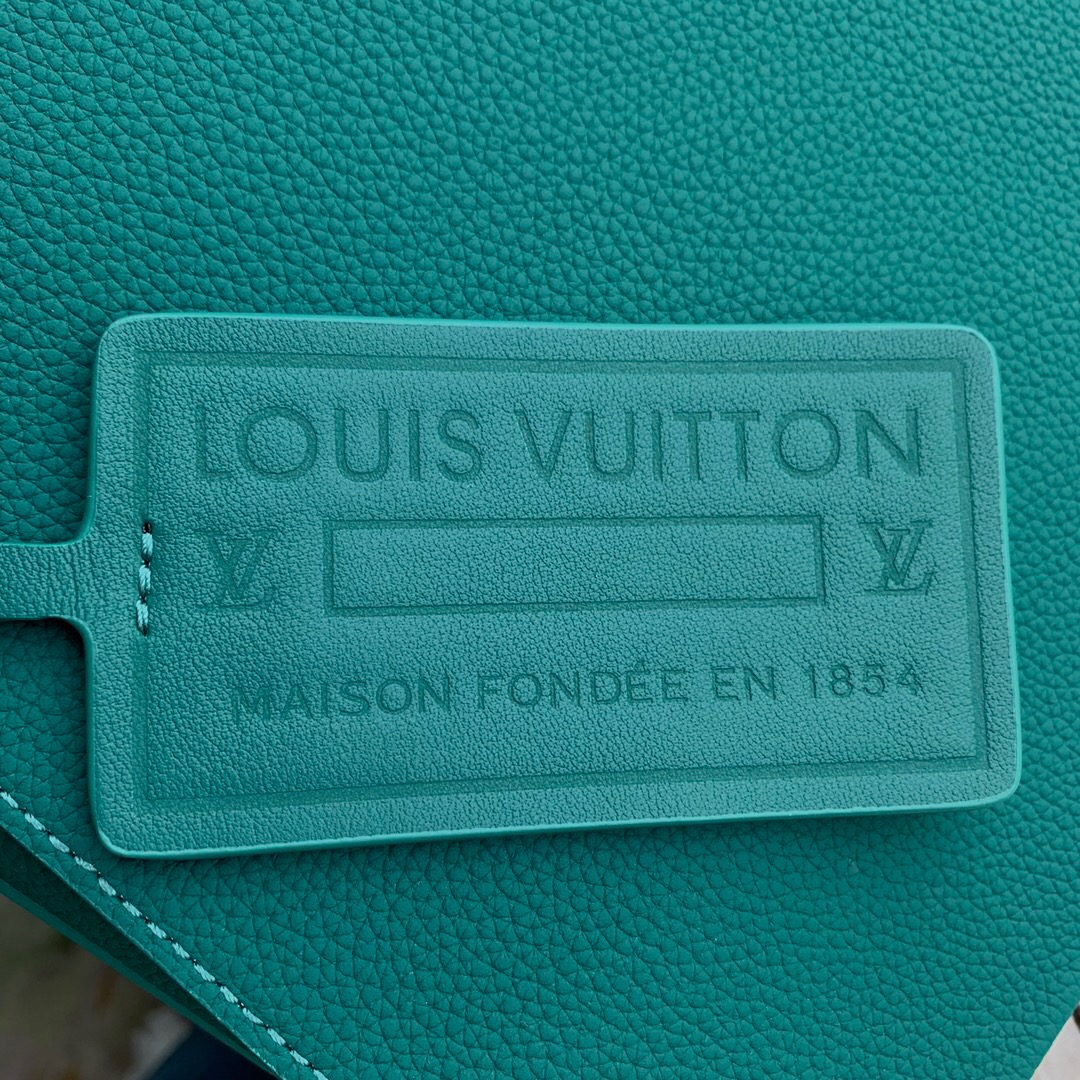 LOUIS VUITTON
LV LV
MAISON FONDÉE EN 1854